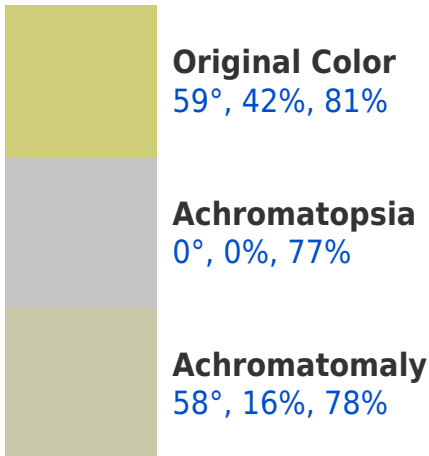 Original Color
59°, 42%, 81%
Achromatopsia
0°, 0%, 77%
Achromatomaly
58°, 16%, 78%